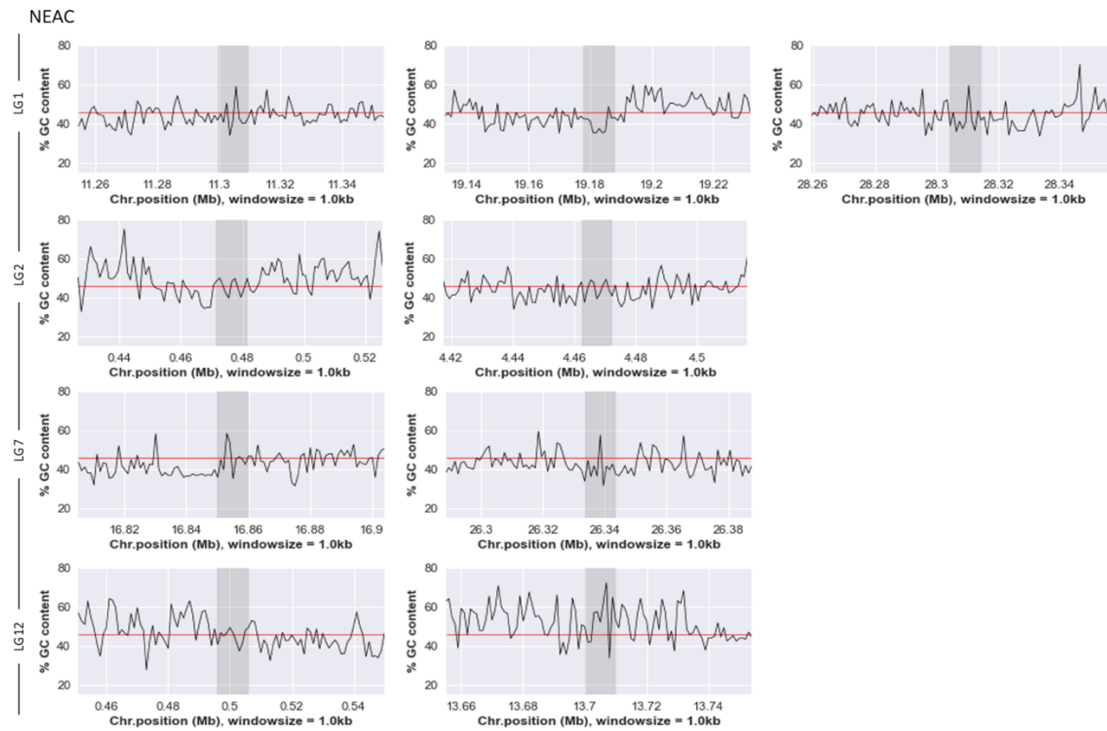 NEAC
LG1
% GC content
80
60
40
20
11.26 11.28 11.3 11.32 11.34
Chr.position (Mb), windowsize = 1.0kb
% GC content
80
60
40
20
19.14 19.16 19.18 19.2 19.22
Chr.position (Mb), windowsize = 1.0kb
% GC content
80
60
40
20
28.26 28.28 28.3 28.32 28.34
Chr.position (Mb), windowsize = 1.0kb
LG2
% GC content
80
60
40
20
0.44 0.46 0.48 0.5 0.52
Chr.position (Mb), windowsize = 1.0kb
% GC content
80
60
40
20
4.42 4.44 4.46 4.48 4.5
Chr.position (Mb), windowsize = 1.0kb
LG7
% GC content
80
60
40
20
16.82 16.84 16.86 16.88 16.9
Chr.position (Mb), windowsize = 1.0kb
% GC content
80
60
40
20
26.3 26.32 26.34 26.36 26.38
Chr.position (Mb), windowsize = 1.0kb
LG12
% GC content
80
60
40
20
0.46 0.48 0.5 0.52 0.54
Chr.position (Mb), windowsize = 1.0kb
% GC content
80
60
40
20
13.66 13.68 13.7 13.72 13.74
Chr.position (Mb), windowsize = 1.0kb